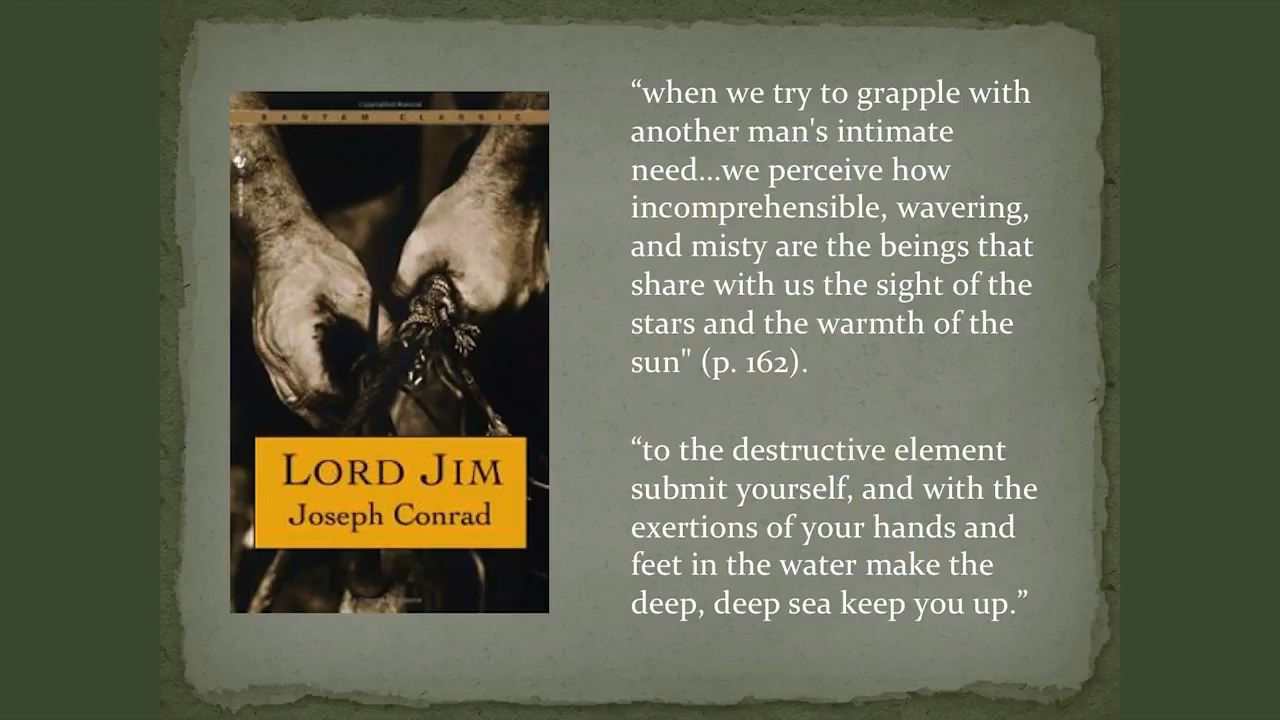 Copyrighted Material
BANTAM CLASSIC
LORD JIM
Joseph Conrad
“when we try to grapple with
another man's intimate
need...we perceive how
incomprehensible, wavering,
and misty are the beings that
share with us the sight of the
stars and the warmth of the
sun" (p. 162).
“to the destructive element
submit yourself, and with the
exertions of your hands and
feet in the water make the
deep, deep sea keep you up.”